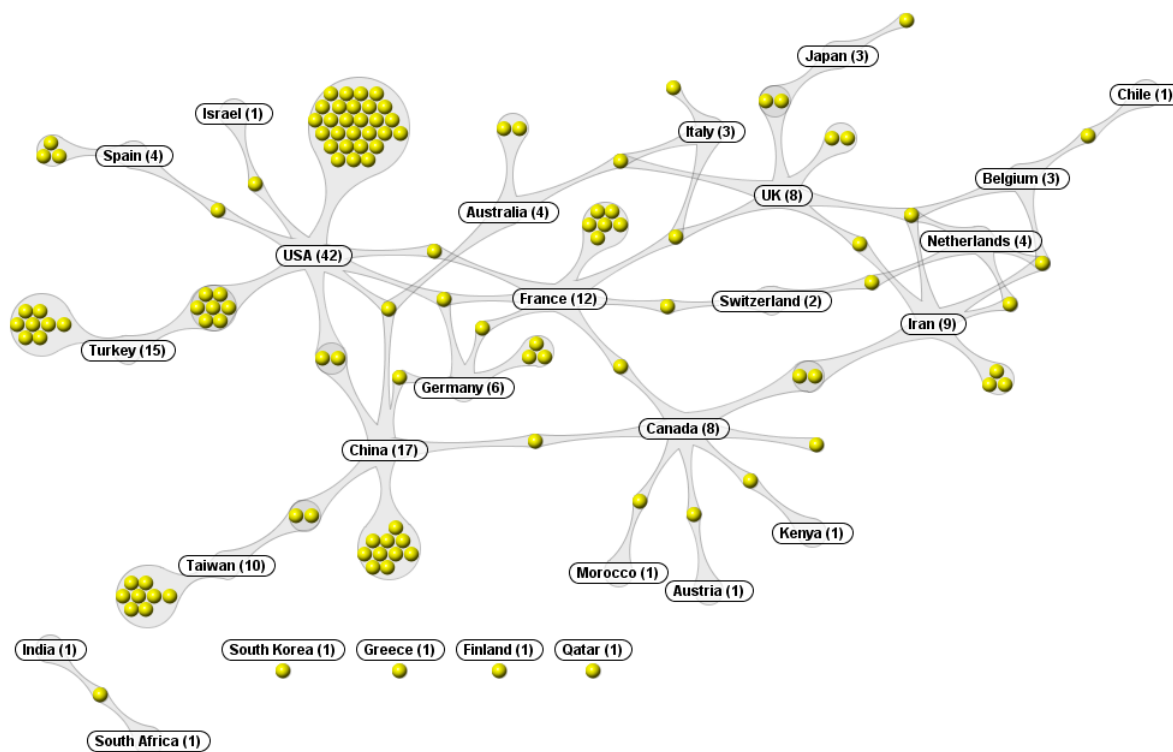 Japan (3)
Chile (1)
Israel (1)
Italy (3)
Spain (4)
Belgium (3)
UK (8)
Australia (4)
Netherlands (4)
USA (42)
France (12)
Switzerland (2)
Iran (9)
Turkey (15)
Germany (6)
Canada (8)
China (17)
Kenya (1)
Taiwan (10)
Morocco (1)
Austria (1)
India (1)
South Korea (1)
Greece (1)
Finland (1)
Qatar (1)
South Africa (1)